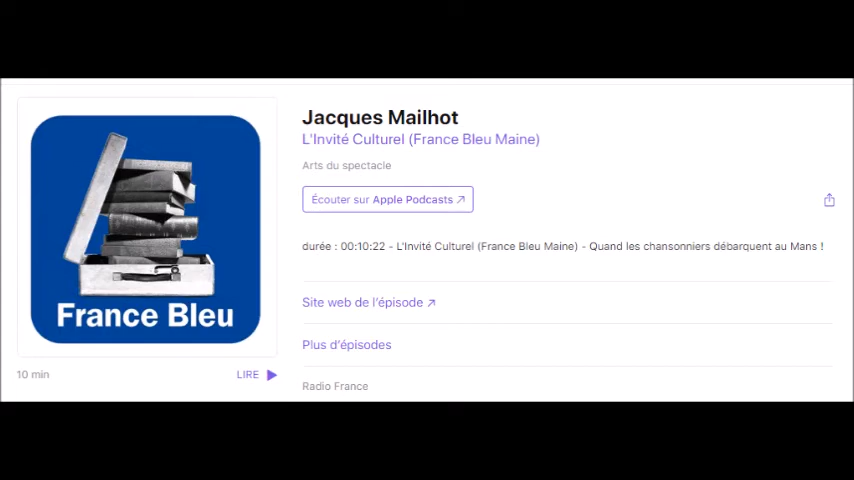 Jacques Mailhot
L'Invité Culturel (France Bleu Maine)
Arts du spectacle
Écouter sur Apple Podcasts ↗
durée : 00:10:22 - L'Invité Culturel (France Bleu Maine) - Quand les chansonniers débarquent au Mans !
Site web de l'épisode ↗
Plus d'épisodes
Radio France
France Bleu
10 min
LIRE